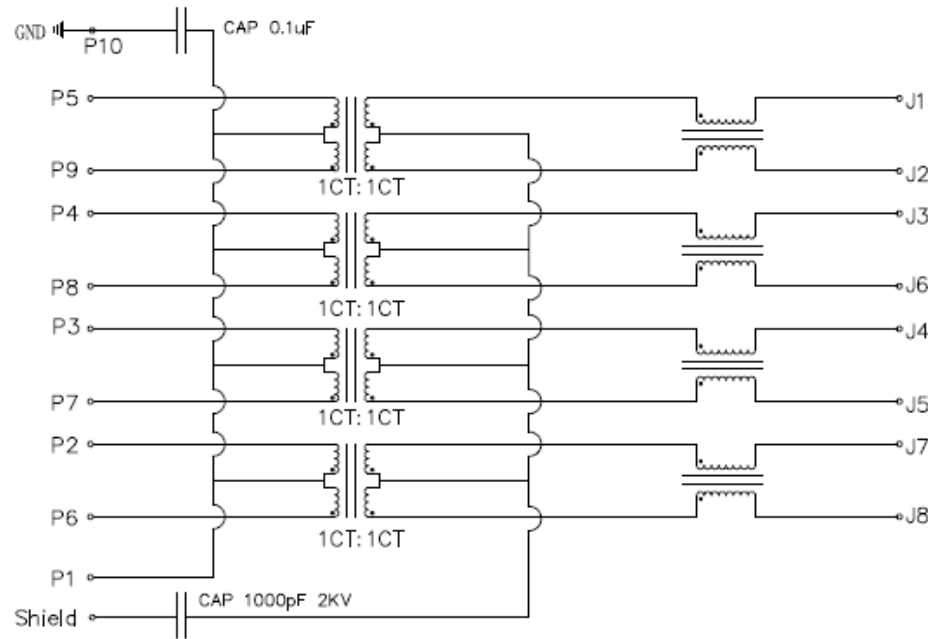 GND P10 CAP 0.1uF
P5 J1
P9 J2
1CT:1CT
P4 J3
P8 J6
1CT:1CT
P3 J4
P7 J5
1CT:1CT
P2 J7
P6 J8
1CT:1CT
P1
CAP 1000pF 2KV
Shield